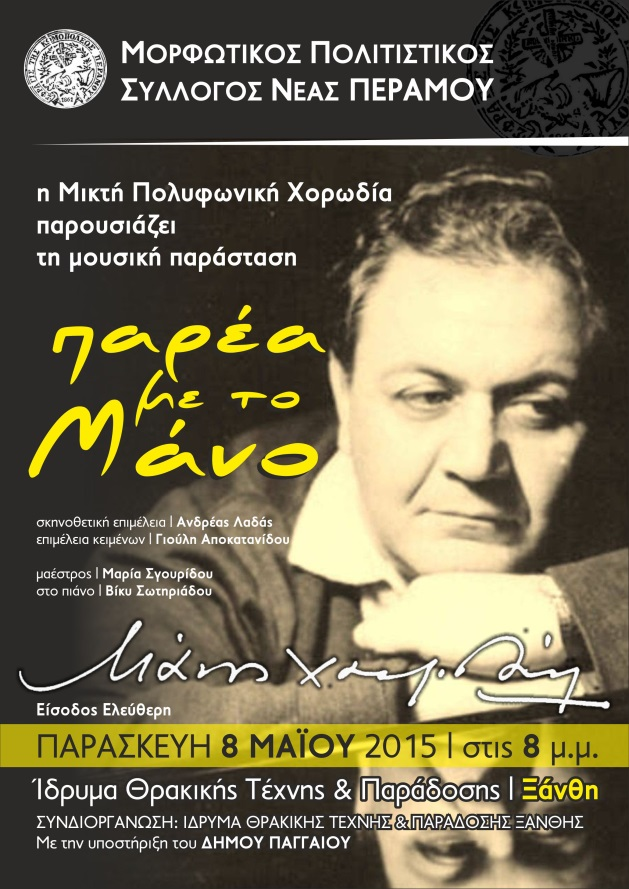 ΜΟΡΦΩΤΙΚΟΣ ΠΟΛΙΤΙΣΤΙΚΟΣ
ΣΥΛΛΟΓΟΣ ΝΕΑΣ ΠΕΡΑΜΟΥ
η Μικτή Πολυφωνική Χορωδία
παρουσιάζει
τη μουσική παράσταση
παρέα
με το
Μάνο
σκηνοθετική επιμέλεια | Ανδρέας Λαδάς
επιμέλεια κειμένων | Γιούλη Αποκατανίδου
μαέστρος | Μαρία Σγουρίδου
στο πιάνο | Βίκυ Σωτηριάδου
Μάνος Χατζιδάκις
Είσοδος Ελεύθερη
ΠΑΡΑΣΚΕΥΗ 8 ΜΑΪΟΥ 2015 | στις 8 μ.μ.
Ίδρυμα Θρακικής Τέχνης & Παράδοσης | Ξάνθη
ΣΥΝΔΙΟΡΓΑΝΩΣΗ: ΙΔΡΥΜΑ ΘΡΑΚΙΚΗΣ ΤΕΧΝΗΣ & ΠΑΡΑΔΟΣΗΣ ΞΑΝΘΗΣ
Με την υποστήριξη του ΔΗΜΟΥ ΠΑΓΓΑΙΟΥ